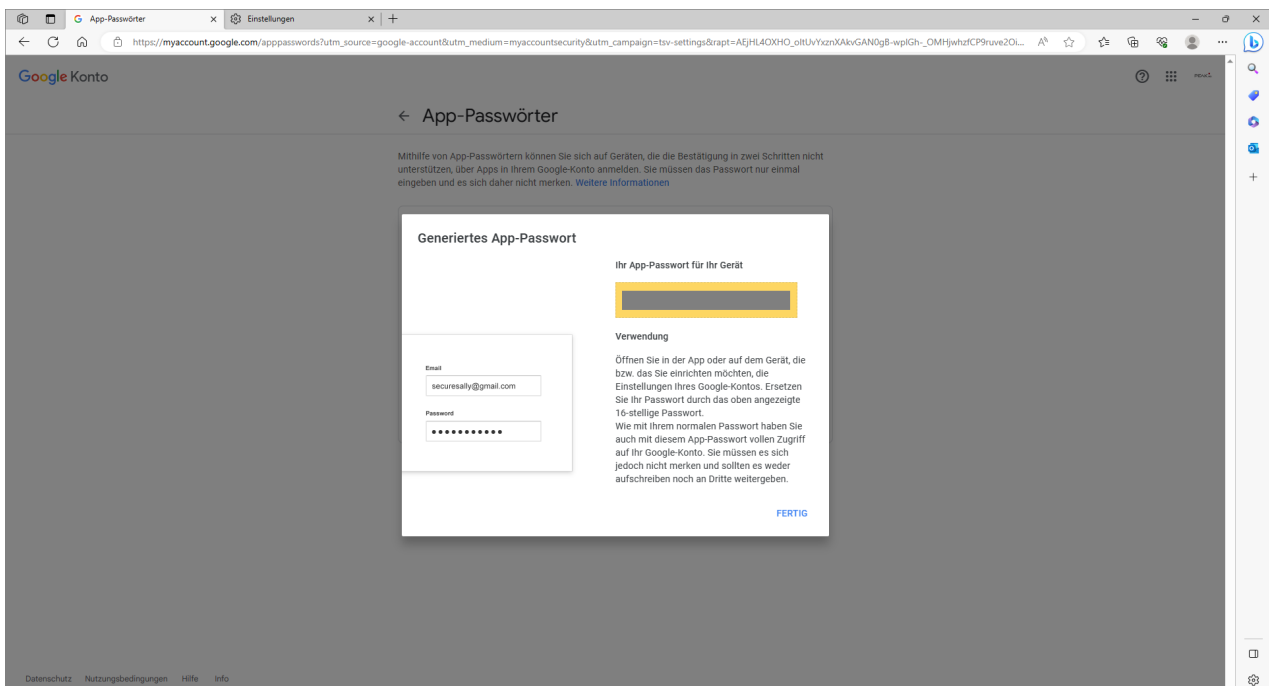 App-Passwörter
Einstellungen
https://myaccount.google.com/apppasswords?utm_source=google-account&utm_medium=myaccountsecurity&utm_campaign=tsv-settings&rapt=AEjHL4OXHO_oltUvYxznXAkvGAN0gB-wpIGh-_OMHjwhzfCP9ruve2Oi...
Google Konto
App-Passwörter
Mithilfe von App-Passwörtern können Sie sich auf Geräten, die die Bestätigung in zwei Schritten nicht
unterstützen, über Apps in Ihrem Google-Konto anmelden. Sie müssen das Passwort nur einmal
eingeben und es sich daher nicht merken. Weitere Informationen
Generiertes App-Passwort
Email
securesally@gmail.com
Password
Ihr App-Passwort für Ihr Gerät
Verwendung
Öffnen Sie in der App oder auf dem Gerät, die
bzw. das Sie einrichten möchten, die
Einstellungen Ihres Google-Kontos. Ersetzen
Sie Ihr Passwort durch das oben angezeigte
16-stellige Passwort.
Wie mit Ihrem normalen Passwort haben Sie
auch mit diesem App-Passwort vollen Zugriff
auf Ihr Google-Konto. Sie müssen es sich
jedoch nicht merken und sollten es weder
aufschreiben noch an Dritte weitergeben.
FERTIG
Datenschutz Nutzungsbedingungen Hilfe Info